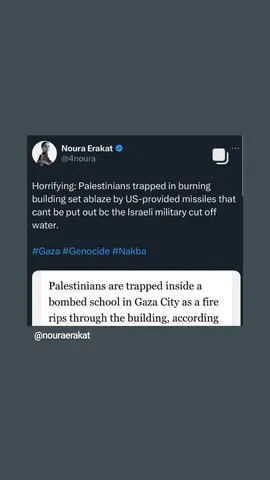 Noura Erakat
@4noura
Horrifying: Palestinians trapped in burning
building set ablaze by US-provided missiles that
cant be put out bc the Israeli military cut off
water.
#Gaza #Genocide #Nakba
Palestinians are trapped inside a
bombed school in Gaza City as a fire
rips through the building, according
@nouraerakat